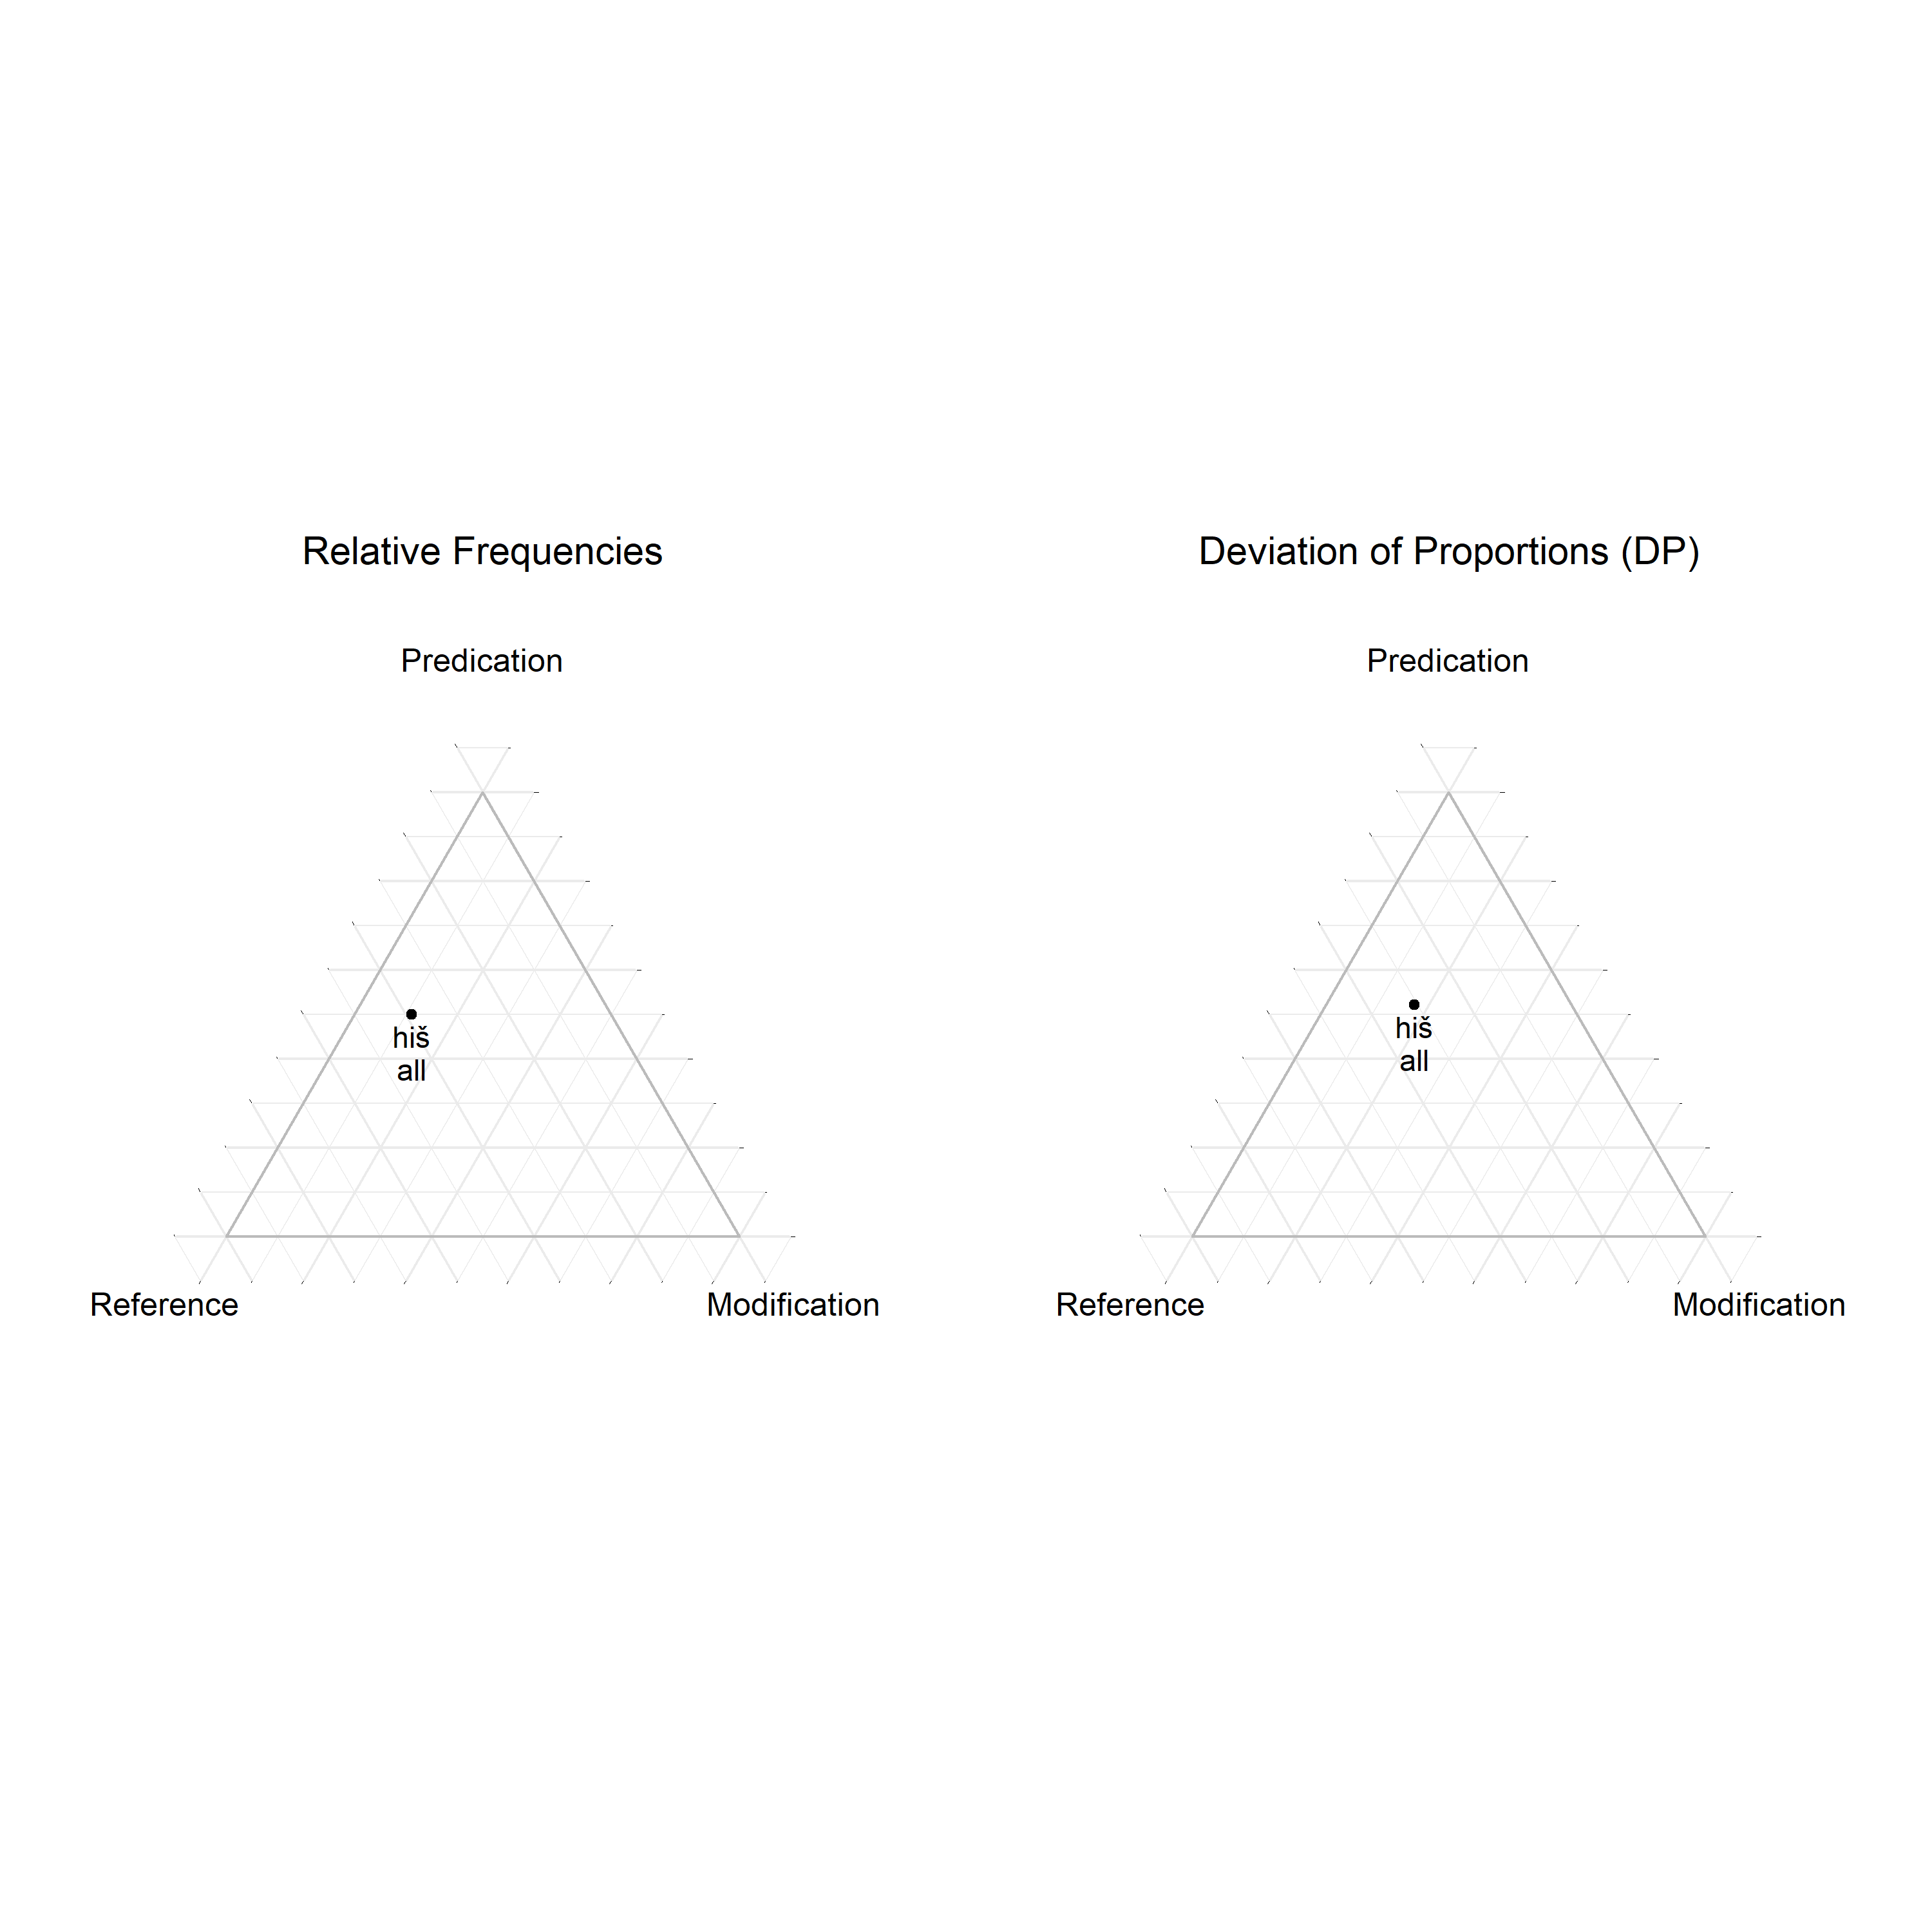 Relative Frequencies
Predication
hiš
all
Reference
Modification
Deviation of Proportions (DP)
Predication
hiš
all
Reference
Modification